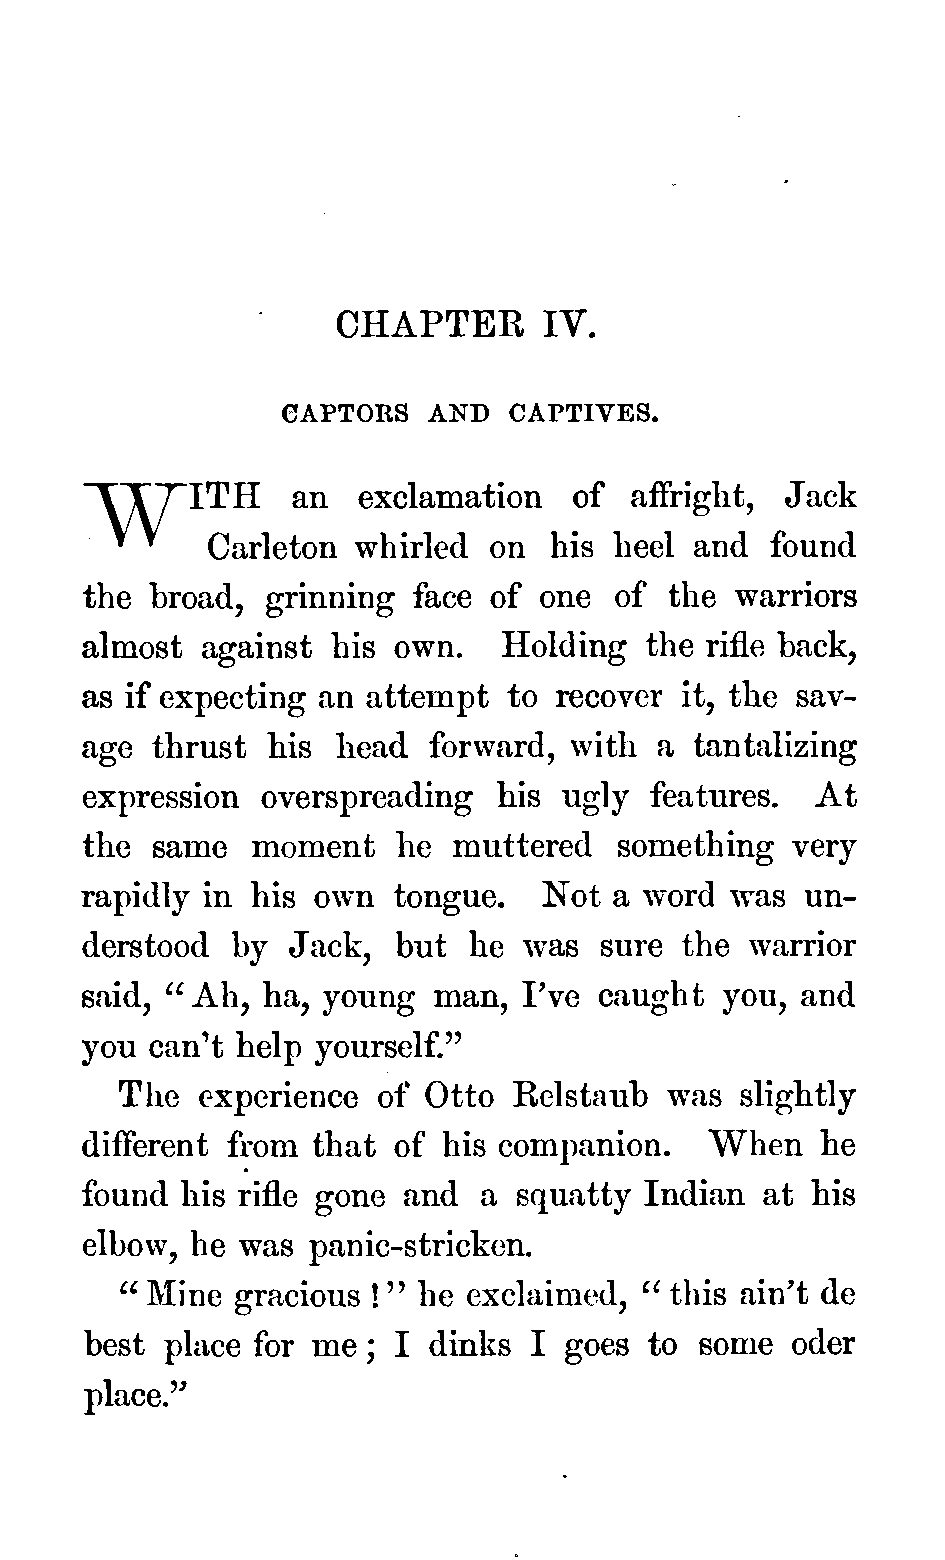 CHAPTER IV.
CAPTORS AND CAPTIVES.
WITH an exclamation of affright, Jack
Carleton whirled on his heel and found
the broad, grinning face of one of the warriors
almost against his own. Holding the rifle back,
as if expecting an attempt to recover it, the sav-
age thrust his head forward, with a tantalizing
expression overspreading his ugly features. At
the same moment he muttered something very
rapidly in his own tongue. Not a word was un-
derstood by Jack, but he was sure the warrior
said, “Ah, ha, young man, I’ve caught you, and
you can’t help yourself.”
The experience of Otto Relstaub was slightly
different from that of his companion. When he
found his rifle gone and a squatty Indian at his
elbow, he was panic-stricken.
“Mine gracious!” he exclaimed, “this ain’t de
best place for me; I dinks I goes to some oder
place.”